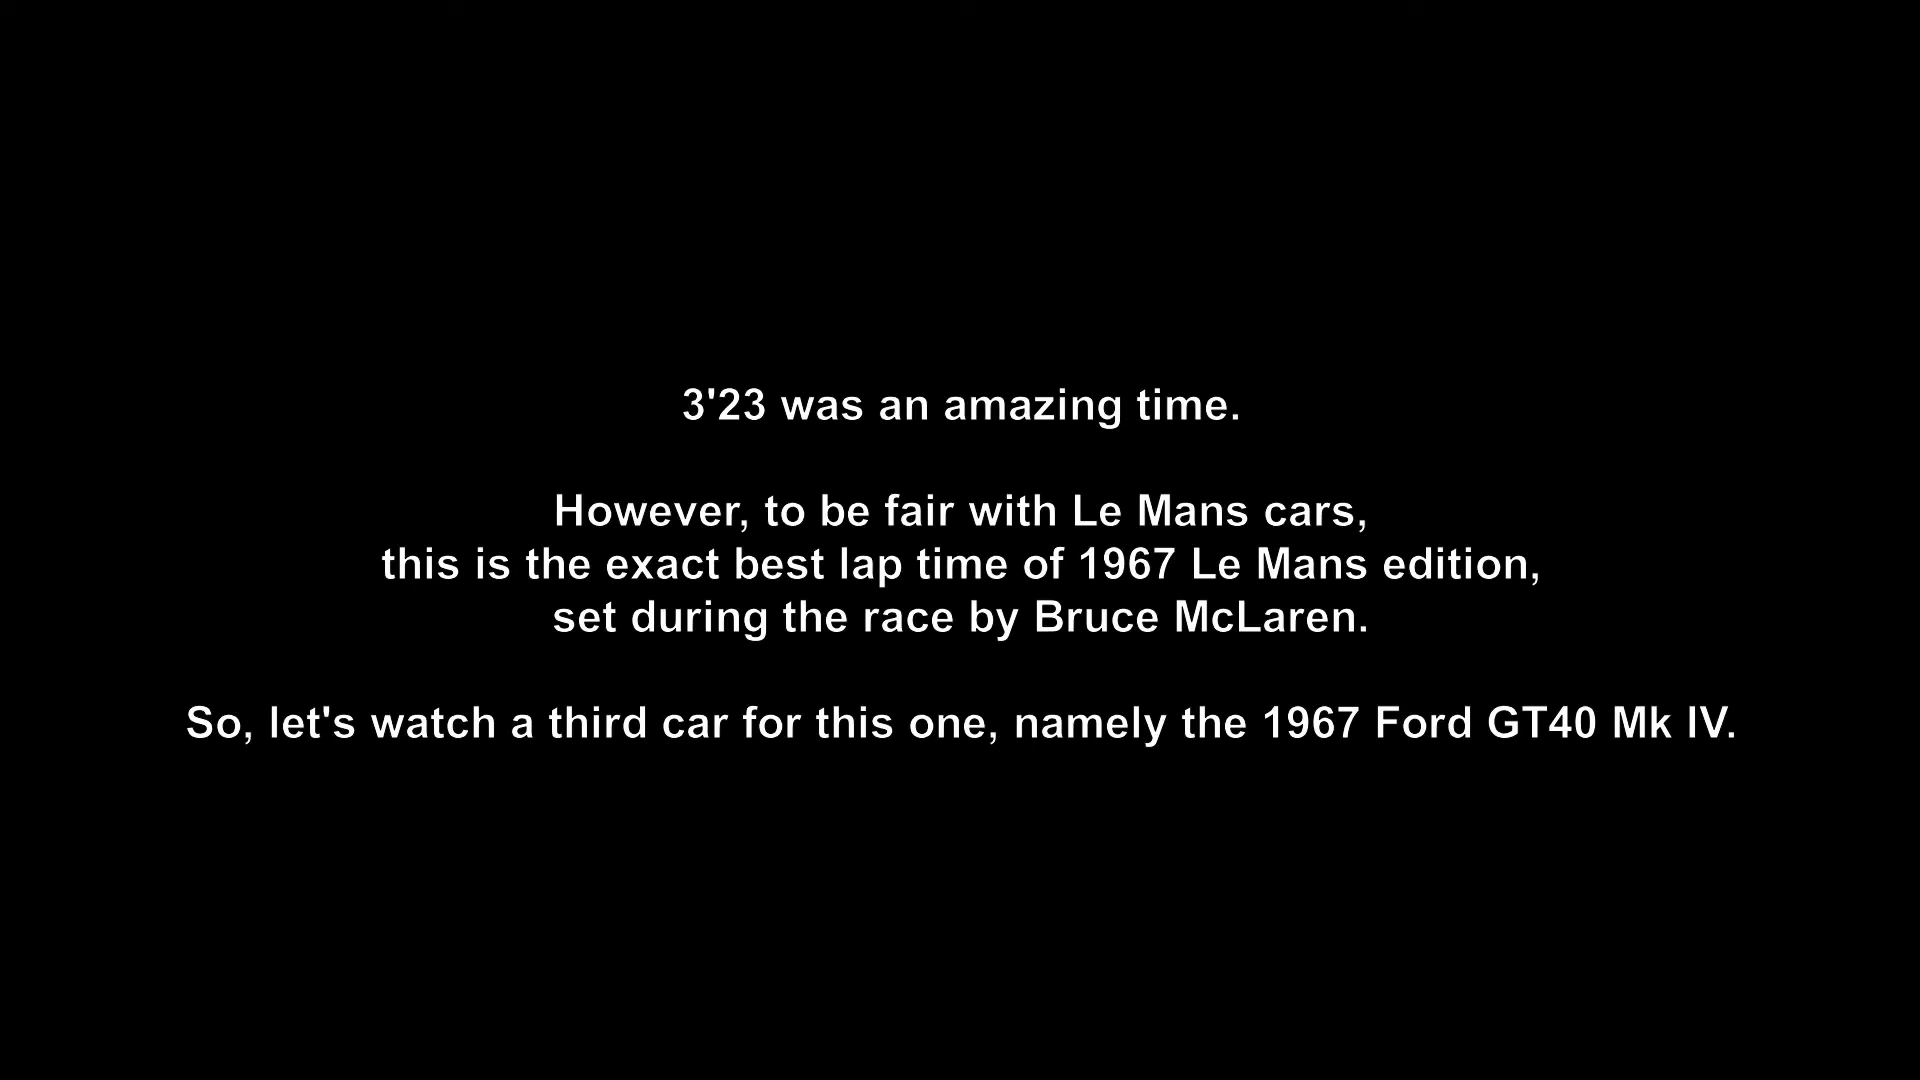 3'23 was an amazing time.
However, to be fair with Le Mans cars,
this is the exact best lap time of 1967 Le Mans edition,
set during the race by Bruce McLaren.
So, let's watch a third car for this one, namely the 1967 Ford GT40 Mk IV.